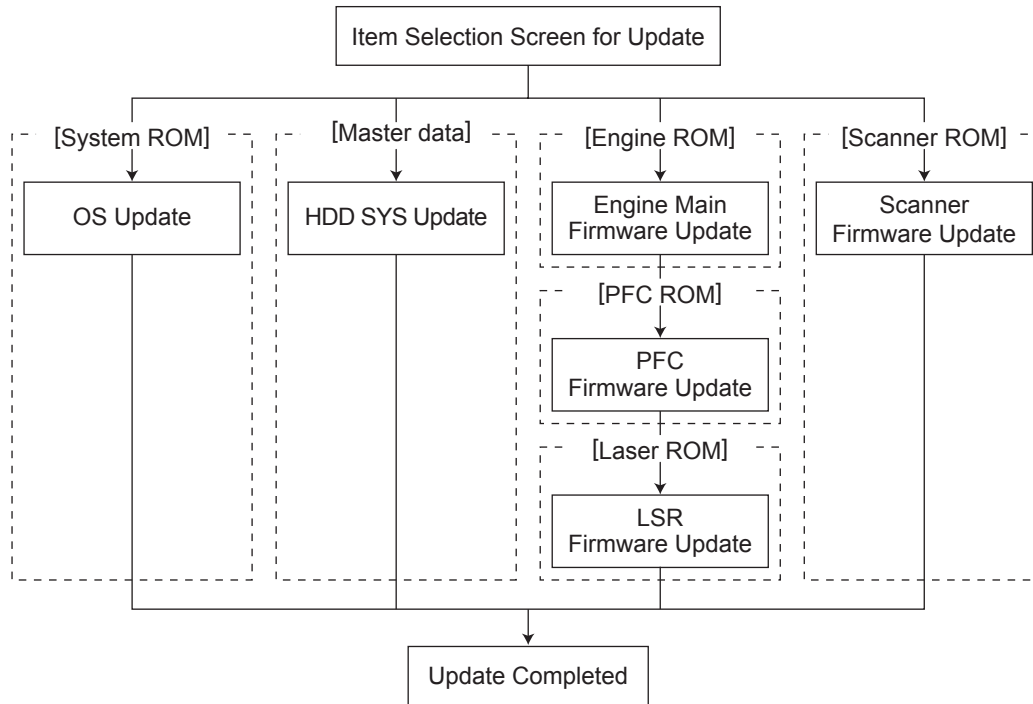 Item Selection Screen for Update
[System ROM]
[Master data]
[Engine ROM]
[Scanner ROM]
OS Update
HDD SYS Update
Engine Main
Firmware Update
Scanner
Firmware Update
[PFC ROM]
PFC
Firmware Update
[Laser ROM]
LSR
Firmware Update
Update Completed